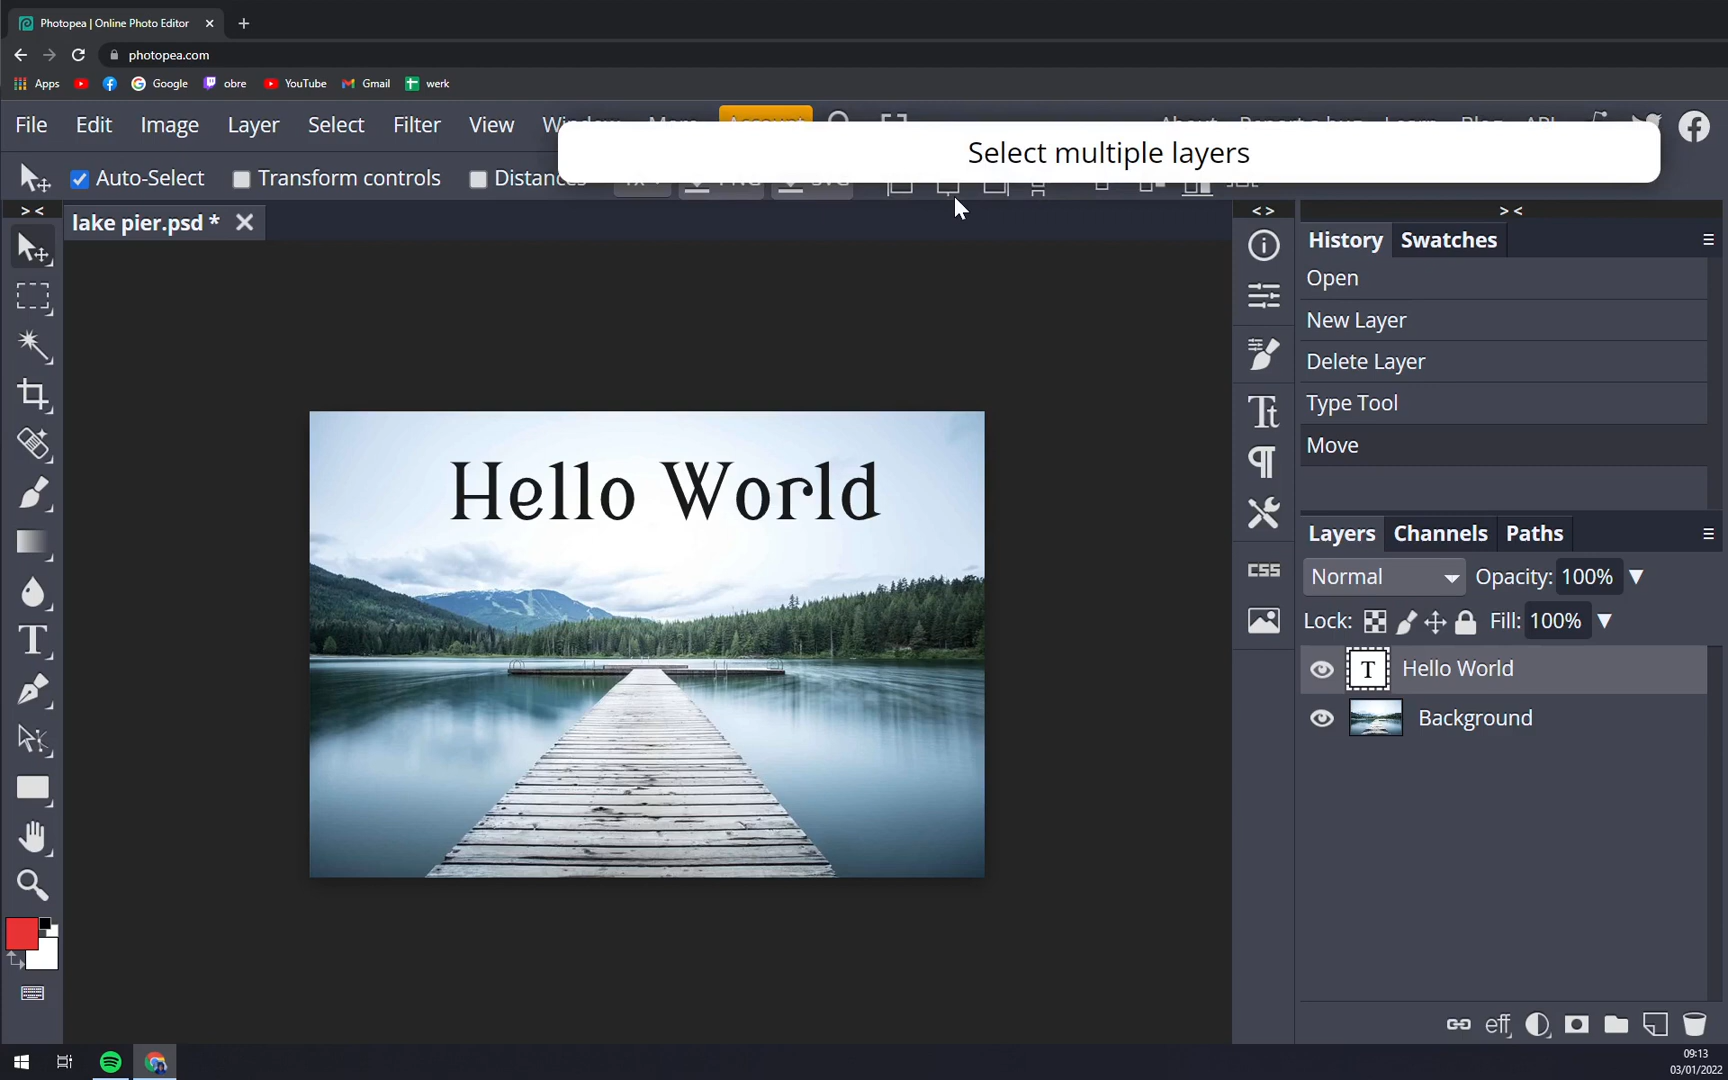 Photopea | Online Photo Editor
photopea.com
Apps
Google
obre
YouTube
Gmail
werk
File Edit Image Layer Select Filter View
Select multiple layers
Auto-Select
Transform controls
lake pier.psd *
> <
< >
> <
History Swatches
Open
New Layer
Delete Layer
Type Tool
Move
Hello World
CSS
Layers Channels Paths
Normal Opacity: 100%
Lock: Fill: 100%
T Hello World
Background
eff
09:13
03/01/2022